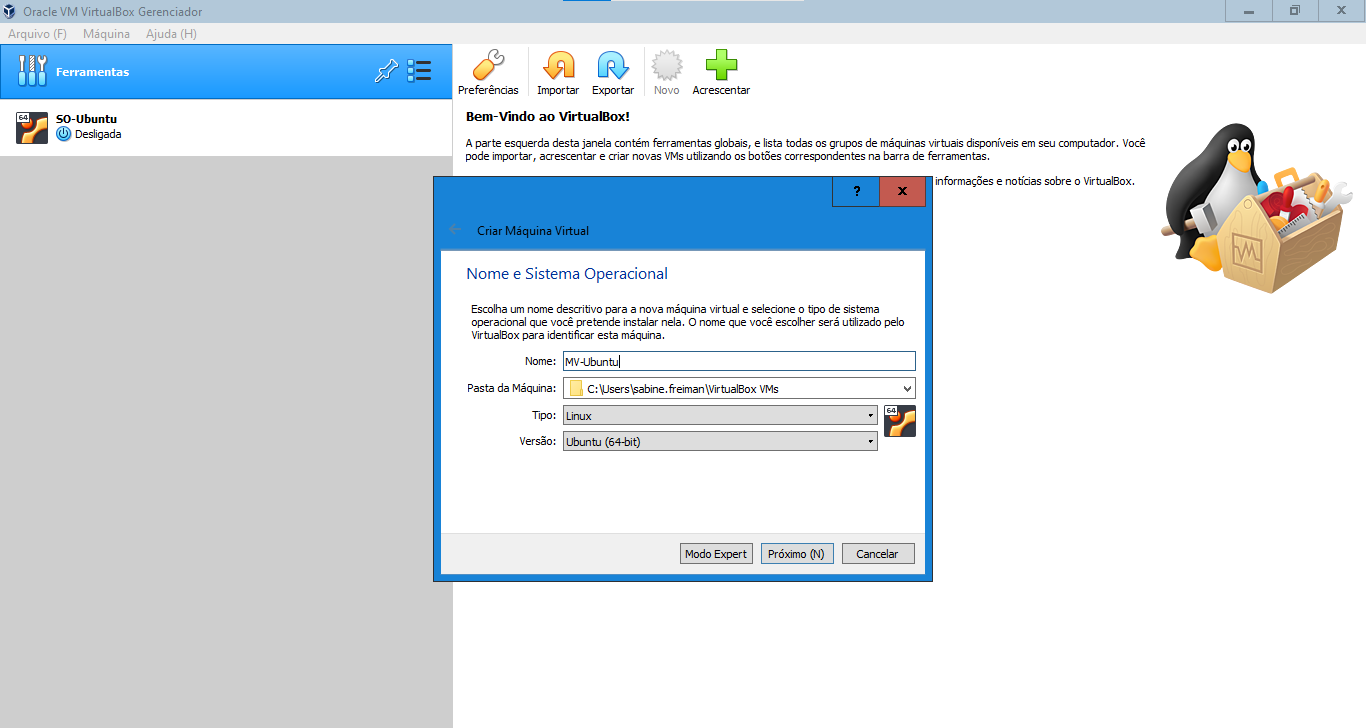 Oracle VM VirtualBox Gerenciador
Arquivo (F) Máquina Ajuda (H)
Ferramentas
64
SO-Ubuntu
Desligada
Preferências Importar Exportar Novo Acrescentar
Bem-Vindo ao VirtualBox!
A parte esquerda desta janela contém ferramentas globais, e lista todas os grupos de máquinas virtuais disponíveis em seu computador. Você
pode importar, acrescentar e criar novas VMs utilizando os botões correspondentes na barra de ferramentas.
informações e notícias sobre o VirtualBox.
? x
Criar Máquina Virtual
Nome e Sistema Operacional
Escolha um nome descritivo para a nova máquina virtual e selecione o tipo de sistema
operacional que você pretende instalar nela. O nome que você escolher será utilizado pelo
VirtualBox para identificar esta máquina.
Nome: MV-Ubuntu
Pasta da Máquina: C:\Users\sabine.freiman\VirtualBox VMs
Tipo: Linux
64
Versão: Ubuntu (64-bit)
Modo Expert Próximo (N) Cancelar